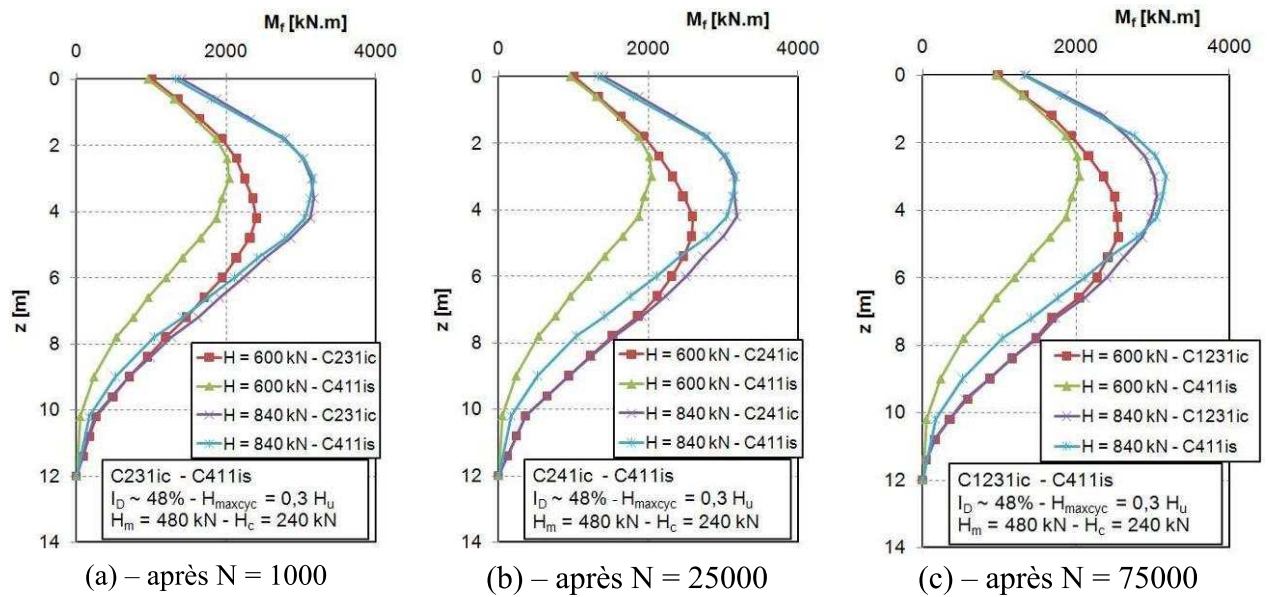 M_f [kN.m]
0 2000 4000
0
2
4
6
8
10
12
14
z [m]
H = 600 kN - C231ic
H = 600 kN - C411is
H = 840 kN - C231ic
H = 840 kN - C411is
C231ic - C411is
I_D ~ 48% - H_maxcyc = 0,3 H_u
H_m = 480 kN - H_c = 240 kN
(a) – après N = 1000
M_f [kN.m]
0 2000 4000
0
2
4
6
8
10
12
14
z [m]
H = 600 kN - C241ic
H = 600 kN - C411is
H = 840 kN - C241ic
H = 840 kN - C411is
C241ic - C411is
I_D ~ 48% - H_maxcyc = 0,3 H_u
H_m = 480 kN - H_c = 240 kN
(b) – après N = 25000
M_f [kN.m]
0 2000 4000
0
2
4
6
8
10
12
14
z [m]
H = 600 kN - C1231ic
H = 600 kN - C411is
H = 840 kN - C1231ic
H = 840 kN - C411is
C1231ic - C411is
I_D ~ 48% - H_maxcyc = 0,3 H_u
H_m = 480 kN - H_c = 240 kN
(c) – après N = 75000